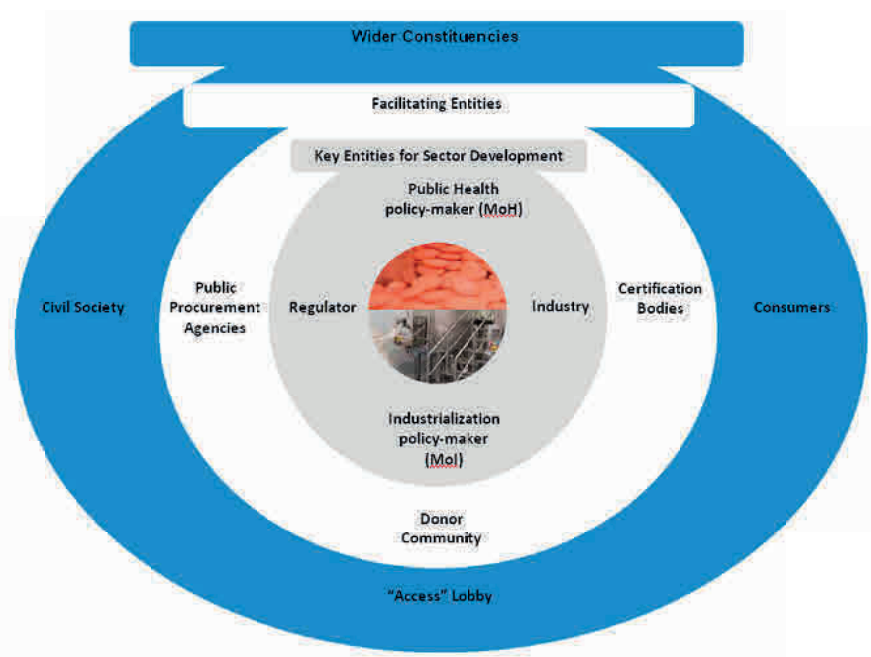 Wider Constituencies
Facilitating Entities
Key Entities for Sector Development
Public Health
policy-maker (MoH)
Civil Society
Public
Procurement
Agencies
Regulator
Industry
Certification
Bodies
Consumers
Industrialization
policy-maker
(MoI)
Donor
Community
"Access" Lobby